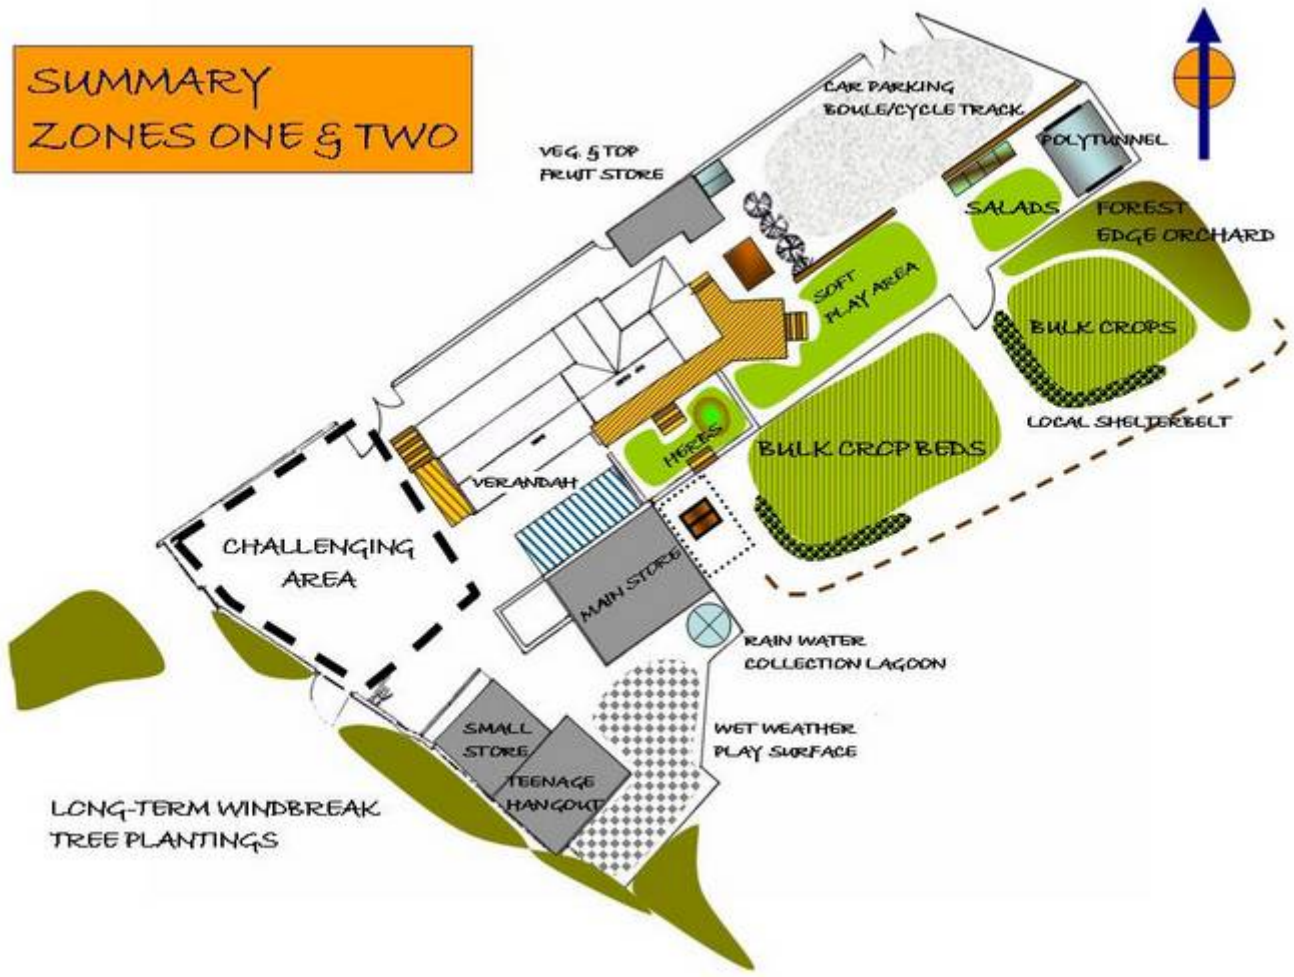 SUMMARY
ZONES ONE & TWO
CAR PARKING
BOULE/CYCLE TRACK
VEG. & TOP
FRUIT STORE
POLYTUNNEL
SALADS
FOREST
EDGE ORCHARD
SOFT
PLAY AREA
BULK CROPS
LOCAL SHELTERBELT
HERBS
BULK CROP BEDS
VERANDAH
CHALLENGING
AREA
MAIN STORE
RAIN WATER
COLLECTION LAGOON
SMALL
STORE
WET WEATHER
PLAY SURFACE
TEENAGE
HANGOUT
LONG-TERM WINDBREAK
TREE PLANTINGS